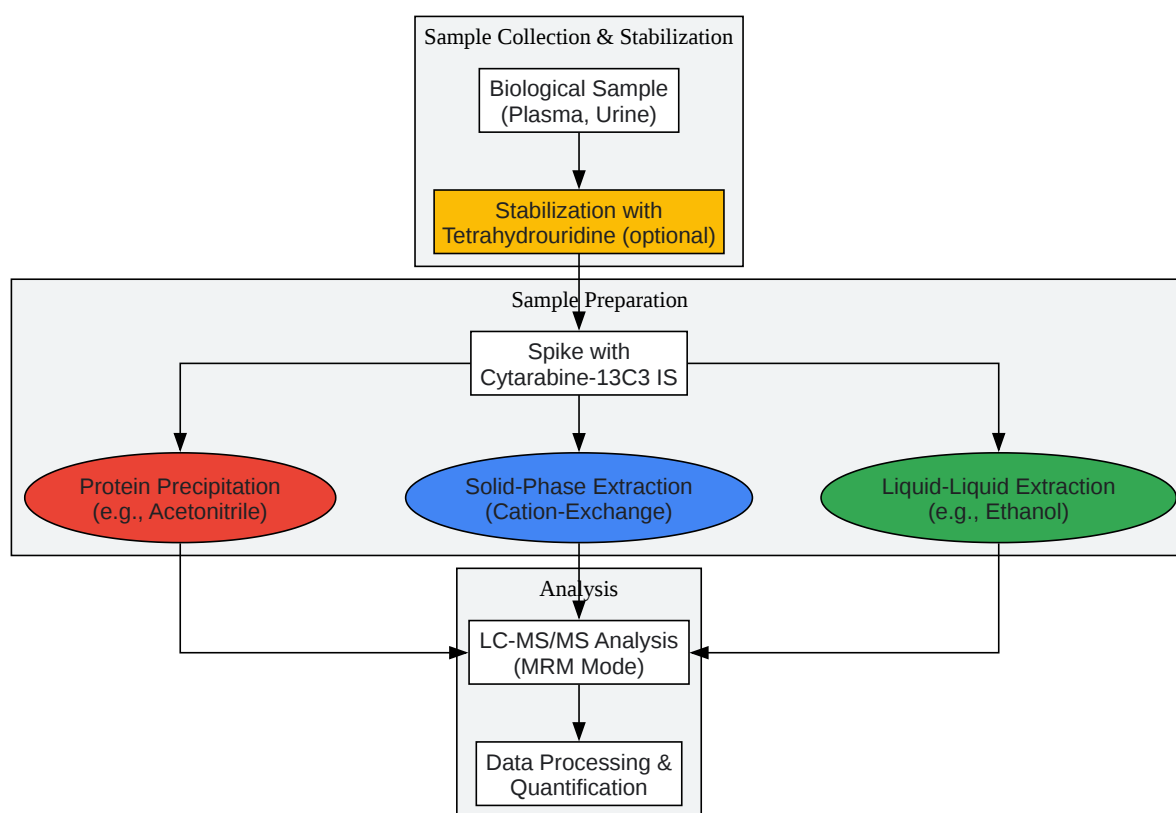 Sample Collection & Stabilization
Biological Sample
(Plasma, Urine)
Stabilization with
Tetrahydrouridine (optional)
Sample Preparation
Spike with
Cytarabine-13C3 IS
Protein Precipitation
(e.g., Acetonitrile)
Solid-Phase Extraction
(Cation-Exchange)
Liquid-Liquid Extraction
(e.g., Ethanol)
Analysis
LC-MS/MS Analysis
(MRM Mode)
Data Processing &
Quantification